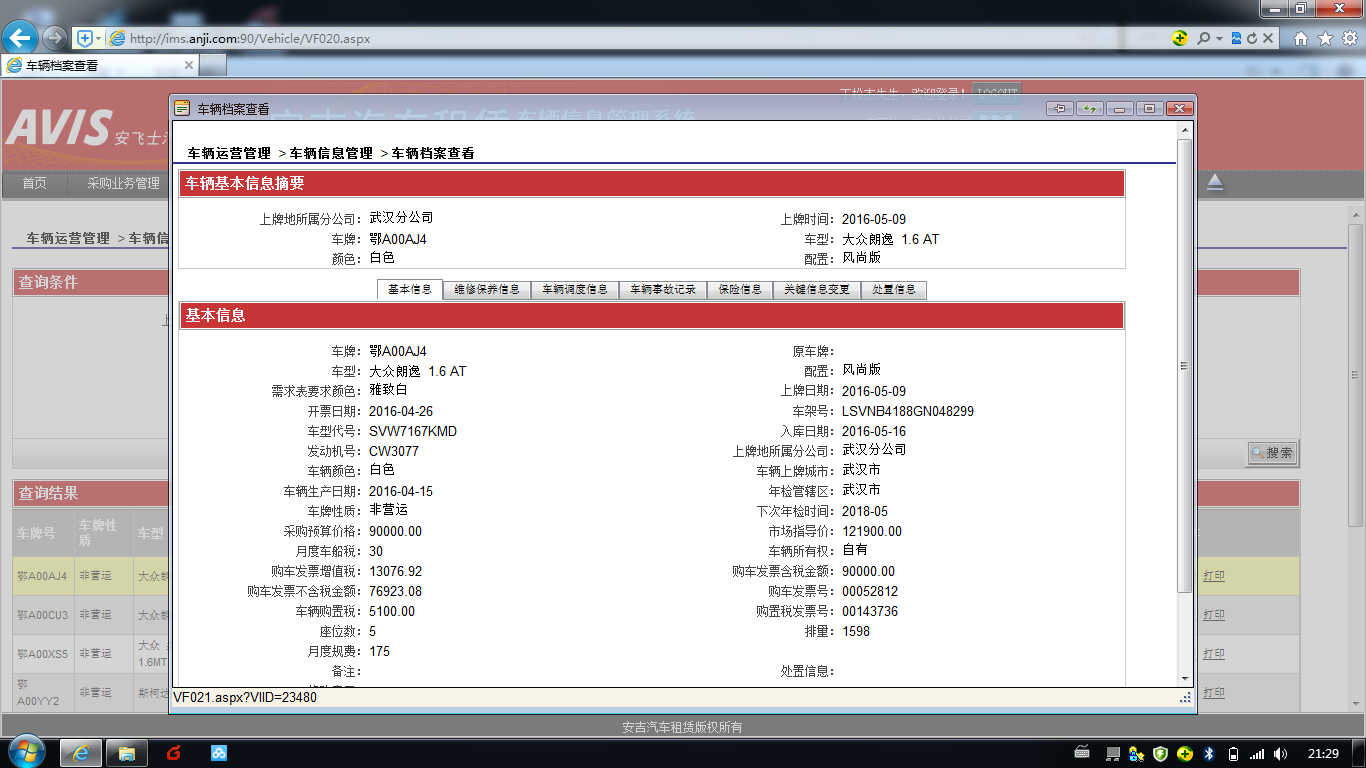 http://ims.anji.com:90/Vehicle/VF020.aspx
车辆档案查看
AVIS 安飞士
LOGOUT
首页 采购业务管理
车辆运营管理 >车辆信
查询条件
搜索
查询结果
车牌号 车牌性质 车型
鄂A00AJ4 非营运 打印
鄂A00CU3 非营运 打印
鄂A00XS5 非营运 大众 1.6MT 打印
鄂A00YY2 非营运 打印
车辆档案查看
车辆运营管理 >车辆信息管理 >车辆档案查看
车辆基本信息摘要
上牌地所属分公司: 武汉分公司 上牌时间: 2016-05-09
车牌: 鄂A00AJ4 车型: 大众朗逸 1.6 AT
颜色: 白色 配置: 风尚版
基本信息 维修保养信息 车辆调度信息 车辆事故记录 保险信息 关键信息变更 处置信息
基本信息
车牌: 鄂A00AJ4 原车牌:
车型: 大众朗逸 1.6 AT 配置: 风尚版
需求表要求颜色: 雅致白 上牌日期: 2016-05-09
开票日期: 2016-04-26 车架号: LSVNB4188GN048299
车型代号: SVW7167KMD 入库日期: 2016-05-16
发动机号: CW3077 上牌地所属分公司: 武汉分公司
车辆颜色: 白色 车辆上牌城市: 武汉市
车辆生产日期: 2016-04-15 年检管辖区: 武汉市
车牌性质: 非营运 下次年检时间: 2018-05
采购预算价格: 90000.00 市场指导价: 121900.00
月度车船税: 30 车辆所有权: 自有
购车发票增值税: 13076.92 购车发票含税金额: 90000.00
购车发票不含税金额: 76923.08 购车发票号: 00052812
车辆购置税: 5100.00 购置税发票号: 00143736
座位数: 5 排量: 1598
月度规费: 175
备注: 处置信息:
VF021.aspx?VIID=23480
安吉汽车租赁版权所有
21:29